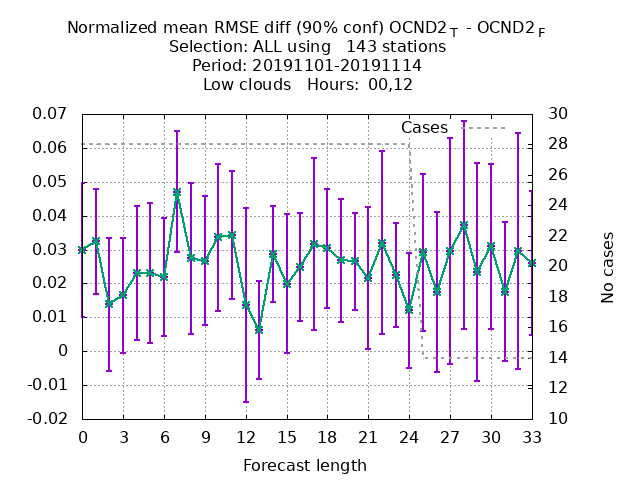 Normalized mean RMSE diff (90% conf) OCND2 T - OCND2 F
Selection: ALL using 143 stations
Period: 20191101-20191114
Low clouds Hours: 00,12
Cases
0.07
0.06
0.05
0.04
0.03
0.02
0.01
0
-0.01
-0.02
30
28
26
24
22
20
18
16
14
12
10
No cases
0 3 6 9 12 15 18 21 24 27 30 33
Forecast length